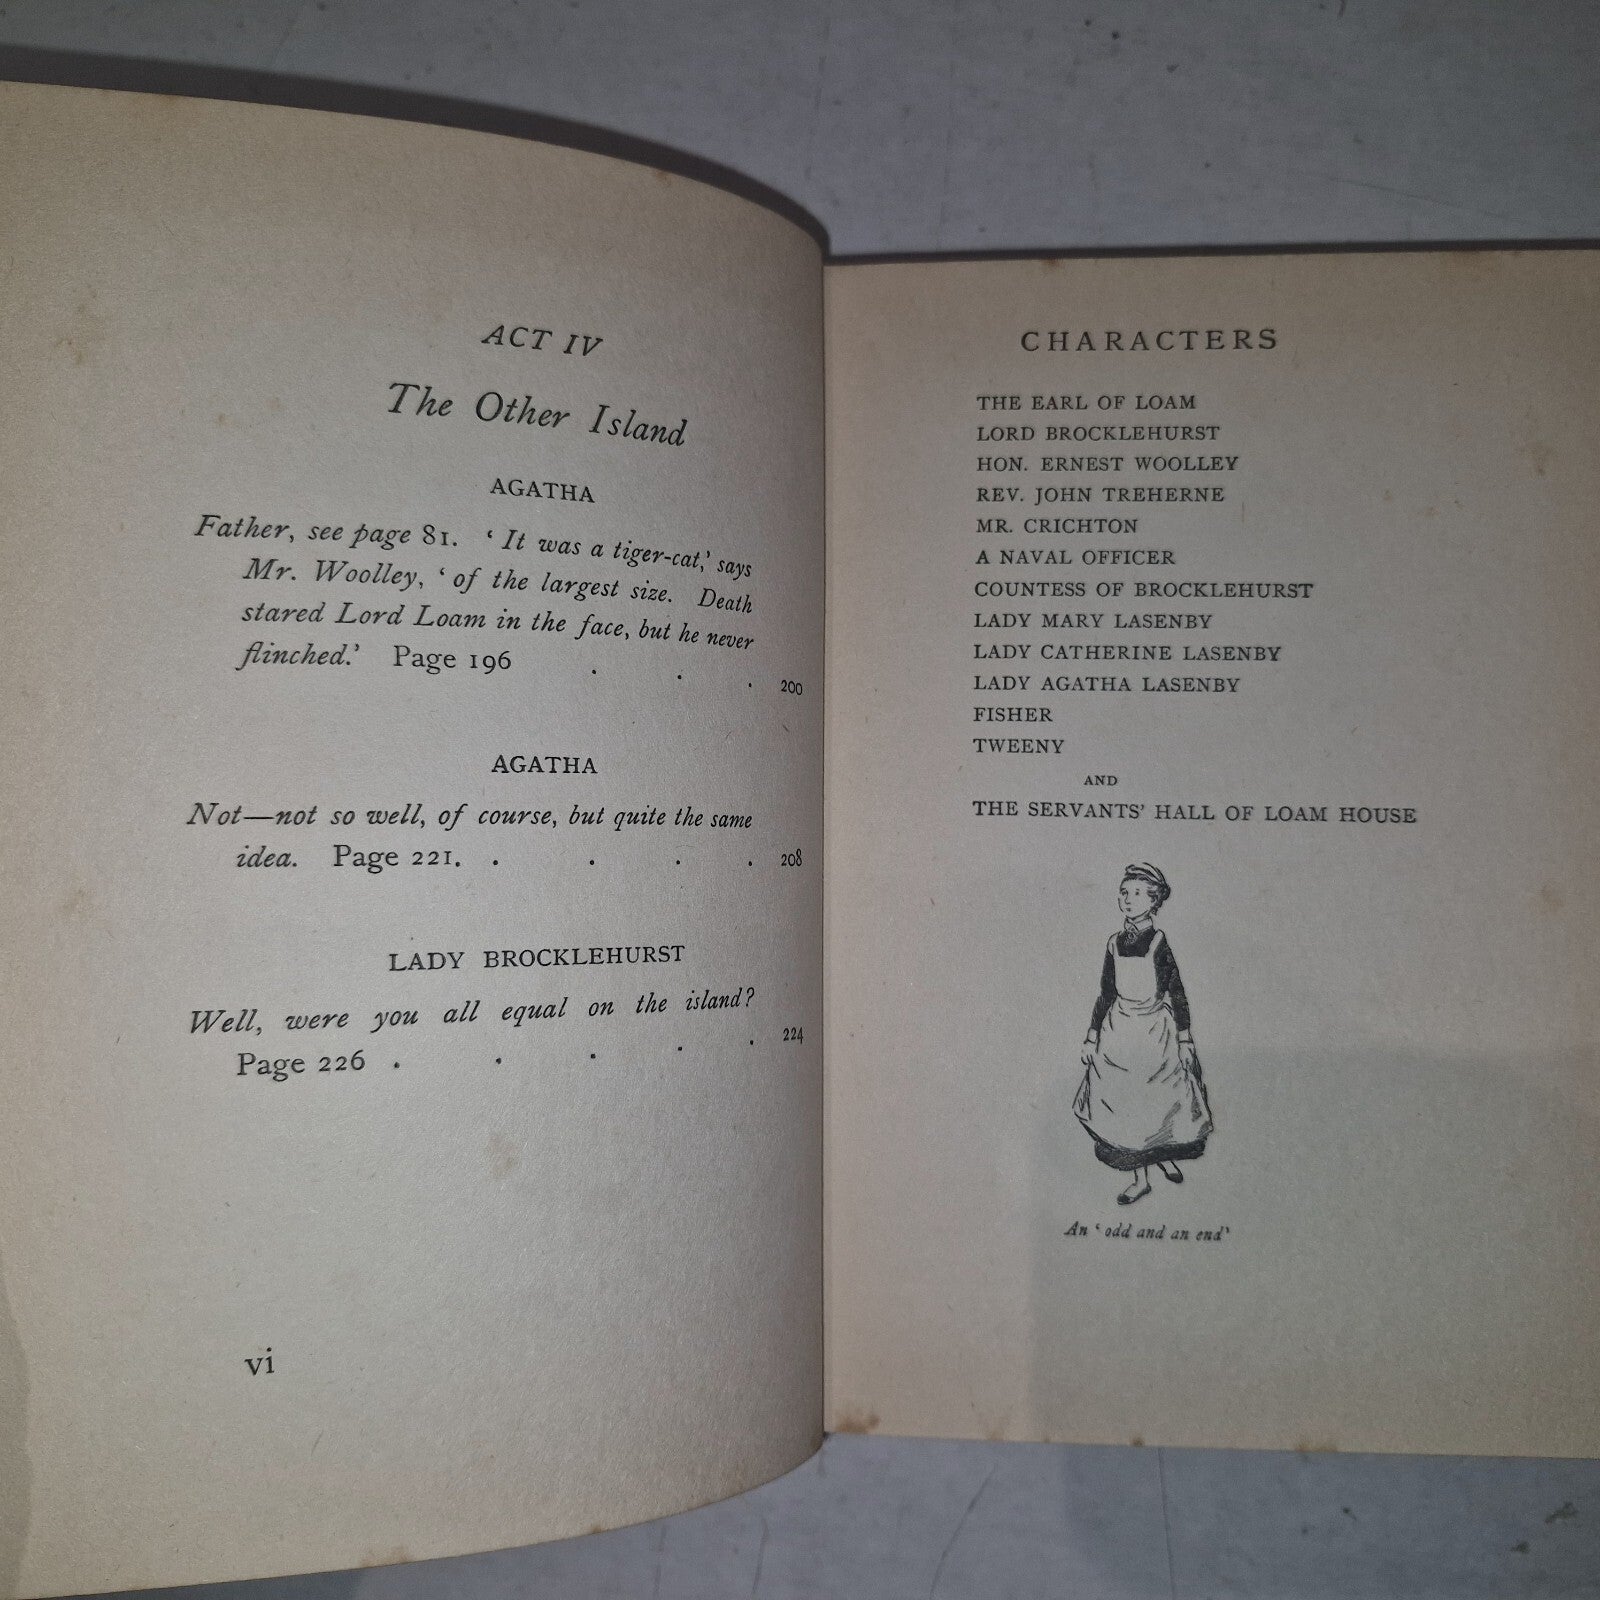 ACT IV
The Other Island
AGATHA
Father, see page 81. ‘It was a tiger-cat,’ says
Mr. Woolley, ‘of the largest size. Death
stared Lord Loam in the face, but he never
flinched.’ Page 196 . . . 200
AGATHA
Not—not so well, of course, but quite the same
idea. Page 221. . . . . 208
LADY BROCKLEHURST
Well, were you all equal on the island?
Page 226 . . . . . 224
vi
CHARACTERS
THE EARL OF LOAM
LORD BROCKLEHURST
HON. ERNEST WOOLLEY
REV. JOHN TREHERNE
MR. CRICHTON
A NAVAL OFFICER
COUNTESS OF BROCKLEHURST
LADY MARY LASENBY
LADY CATHERINE LASENBY
LADY AGATHA LASENBY
FISHER
TWEENY
AND
THE SERVANTS’ HALL OF LOAM HOUSE
An ‘odd and an end’